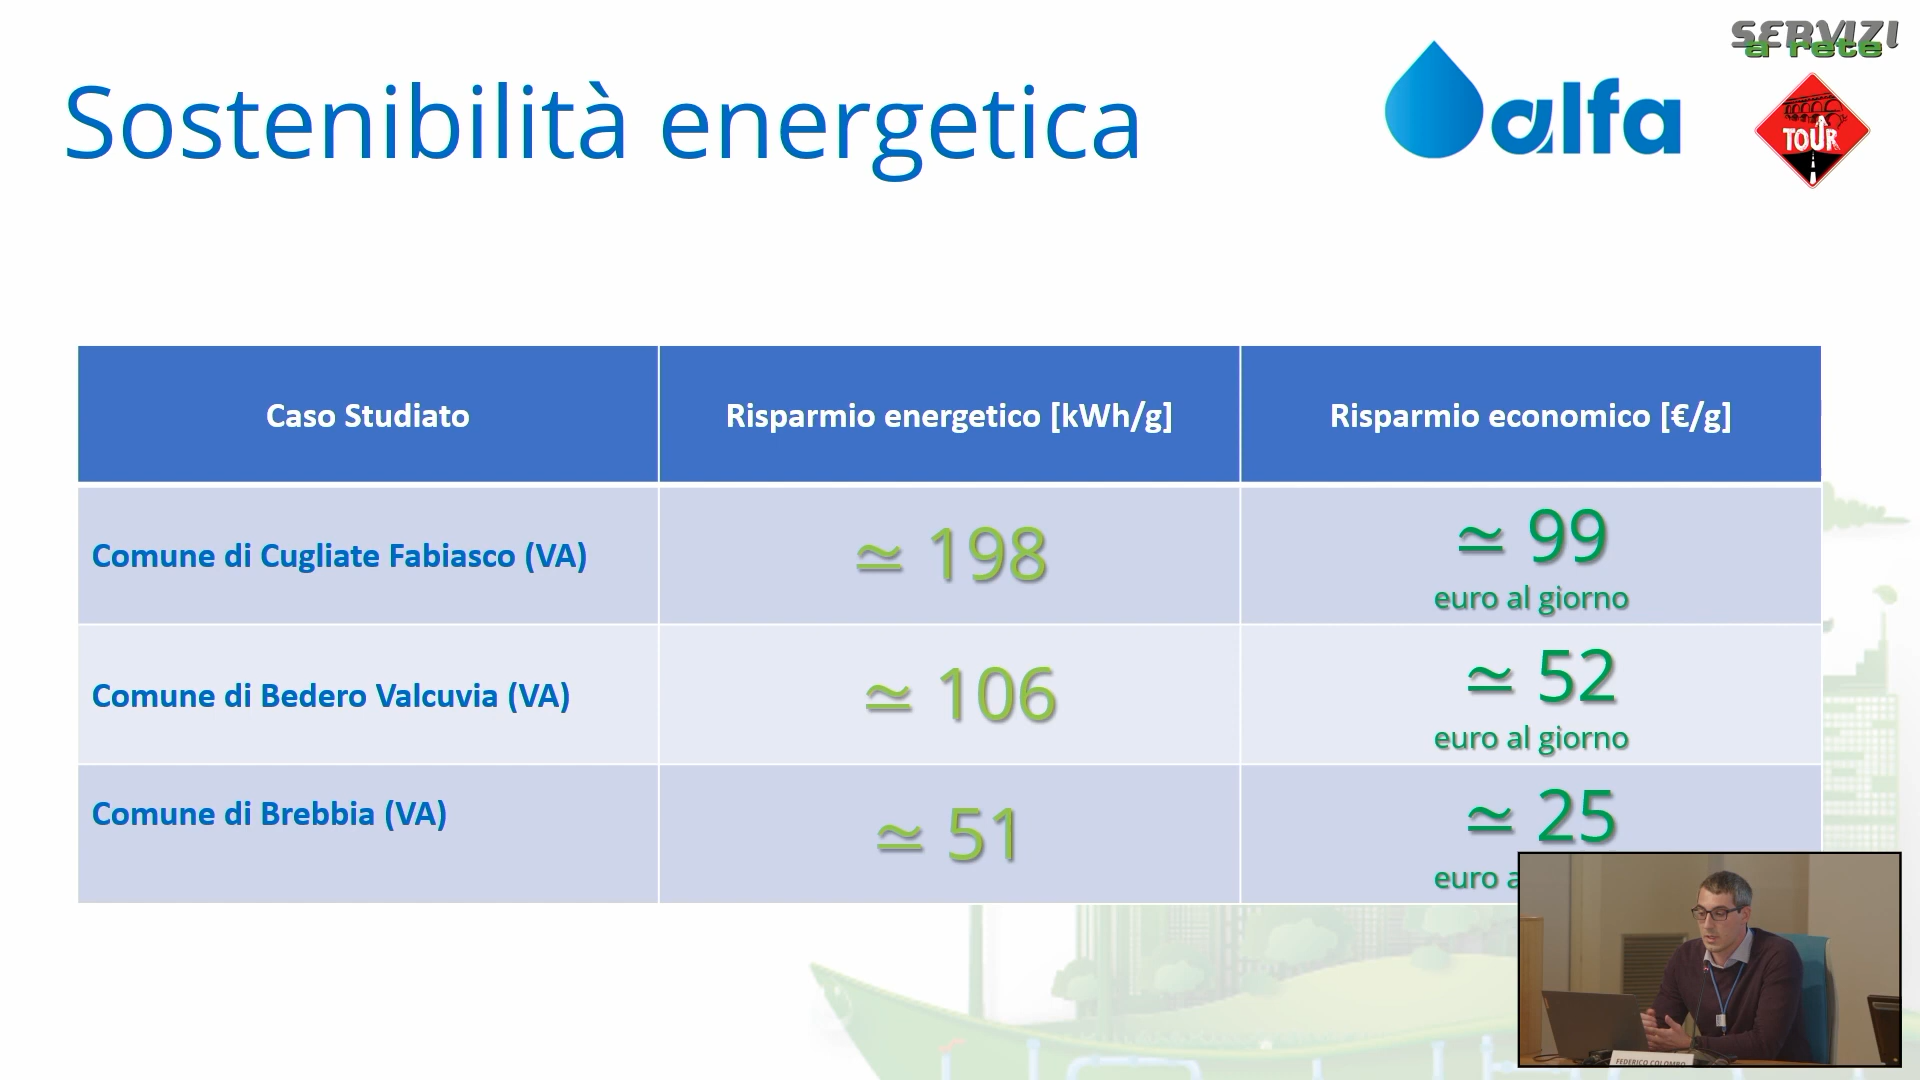 SERVIZI
a rete
TOUR
alfa
Sostenibilità energetica
Caso Studiato
Risparmio energetico [kWh/g]
Risparmio economico [€/g]
Comune di Cugliate Fabiasco (VA)
≃ 198
≃ 99
euro al giorno
Comune di Bedero Valcuvia (VA)
≃ 106
≃ 52
euro al giorno
Comune di Brebbia (VA)
≃ 51
≃ 25
euro a
FEDERICO COLOMBO